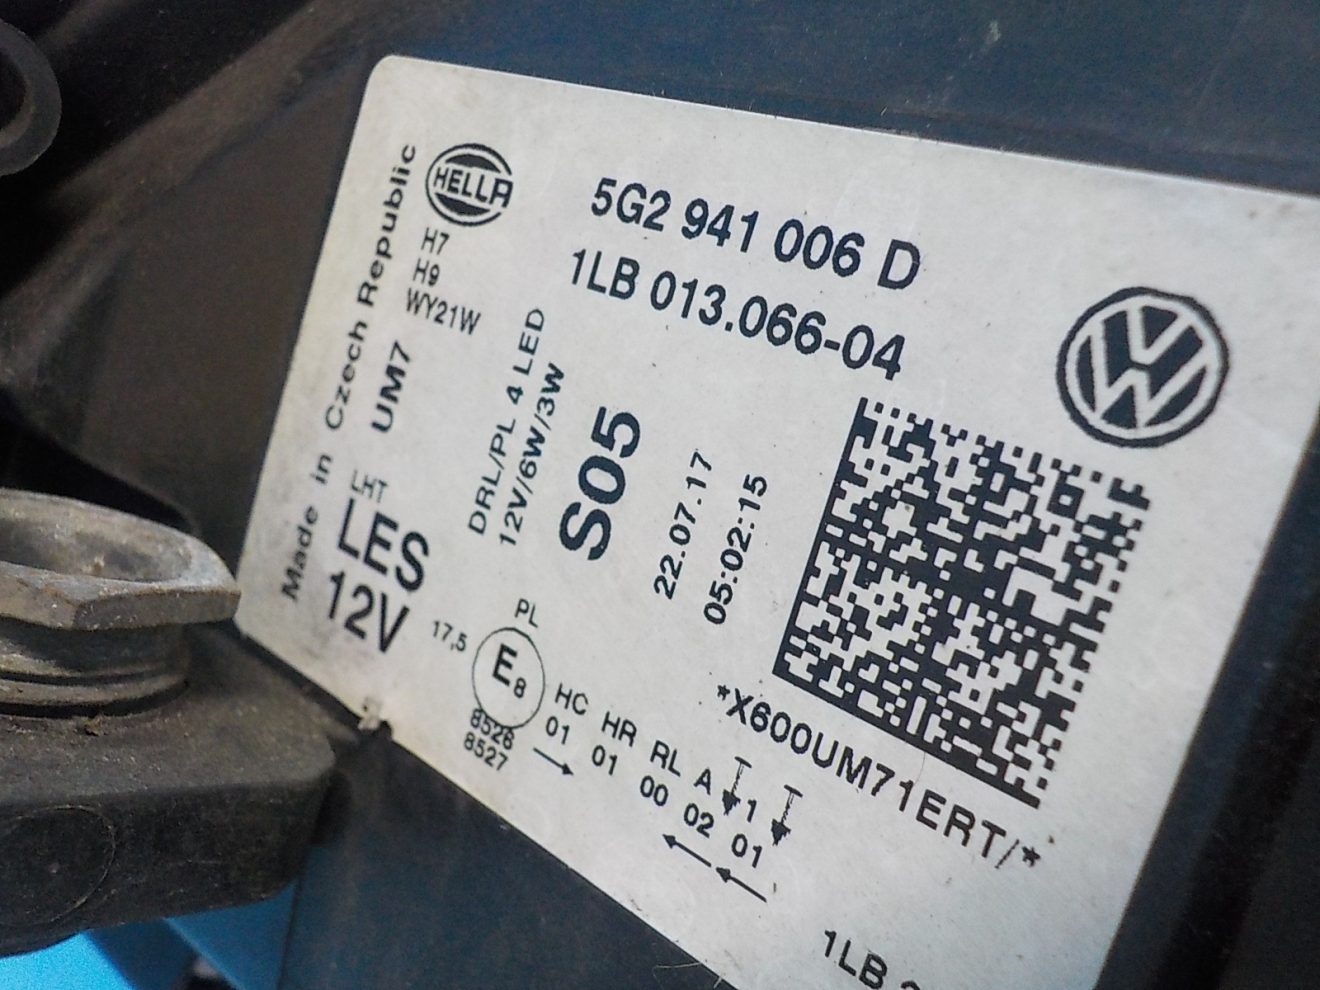 HELLA
5G2 941 006 D
1LB 013.066-04
H7
H9
WY21W
Made in Czech Republic
UM7
LHT
LES
12V
DRL/PL 4 LED
12V/6W/3W
S05
22.07.17
05:02:15
*X600UM71ERT/*
17,5
PL
E8
HC HR RL A 1
01 01 00 02 01
8526
8527
1LB